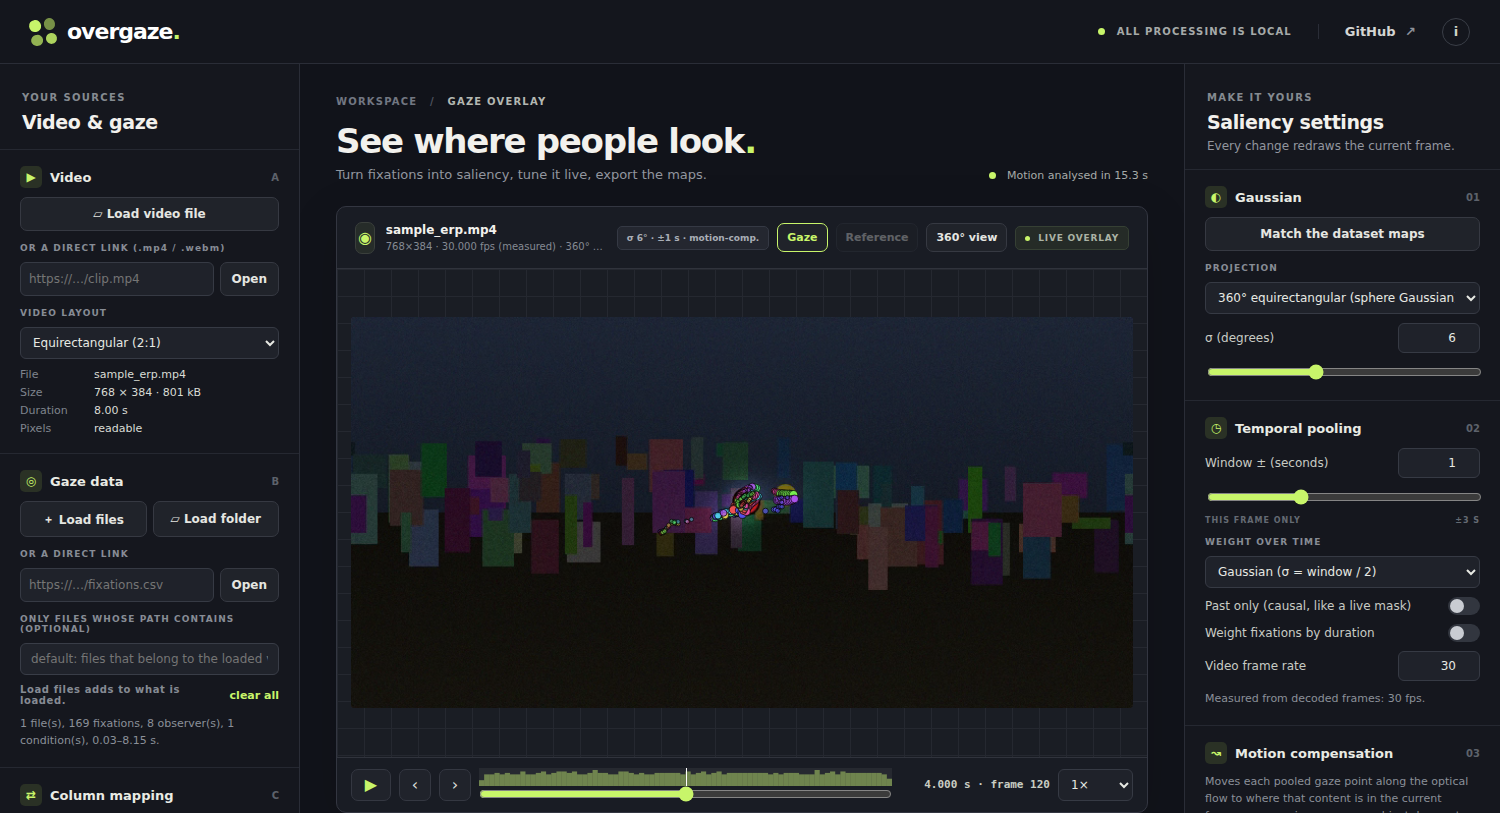 overgaze.
ALL PROCESSING IS LOCAL
GitHub ↗
i
YOUR SOURCES
Video & gaze
▶ Video A
▱ Load video file
OR A DIRECT LINK (.mp4 / .webm)
https://.../clip.mp4 Open
VIDEO LAYOUT
Equirectangular (2:1)
File sample_erp.mp4
Size 768 × 384 · 801 kB
Duration 8.00 s
Pixels readable
◎ Gaze data B
+ Load files ▱ Load folder
OR A DIRECT LINK
https://.../fixations.csv Open
ONLY FILES WHOSE PATH CONTAINS
(OPTIONAL)
default: files that belong to the loaded
Load files adds to what is
loaded.
clear all
1 file(s), 169 fixations, 8 observer(s), 1
condition(s), 0.03–8.15 s.
⇄ Column mapping C
WORKSPACE / GAZE OVERLAY
See where people look.
Turn fixations into saliency, tune it live, export the maps.
Motion analysed in 15.3 s
sample_erp.mp4
768×384 · 30.000 fps (measured) · 360° ...
σ 6° · ±1 s · motion-comp.
Gaze
Reference
360° view
LIVE OVERLAY
▶ ‹ ›
4.000 s · frame 120
1×
MAKE IT YOURS
Saliency settings
Every change redraws the current frame.
◐ Gaussian 01
Match the dataset maps
PROJECTION
360° equirectangular (sphere Gaussian
σ (degrees) 6
◷ Temporal pooling 02
Window ± (seconds) 1
THIS FRAME ONLY ±3 S
WEIGHT OVER TIME
Gaussian (σ = window / 2)
Past only (causal, like a live mask)
Weight fixations by duration
Video frame rate 30
Measured from decoded frames: 30 fps.
Motion compensation 03
Moves each pooled gaze point along the optical
flow to where that content is in the current